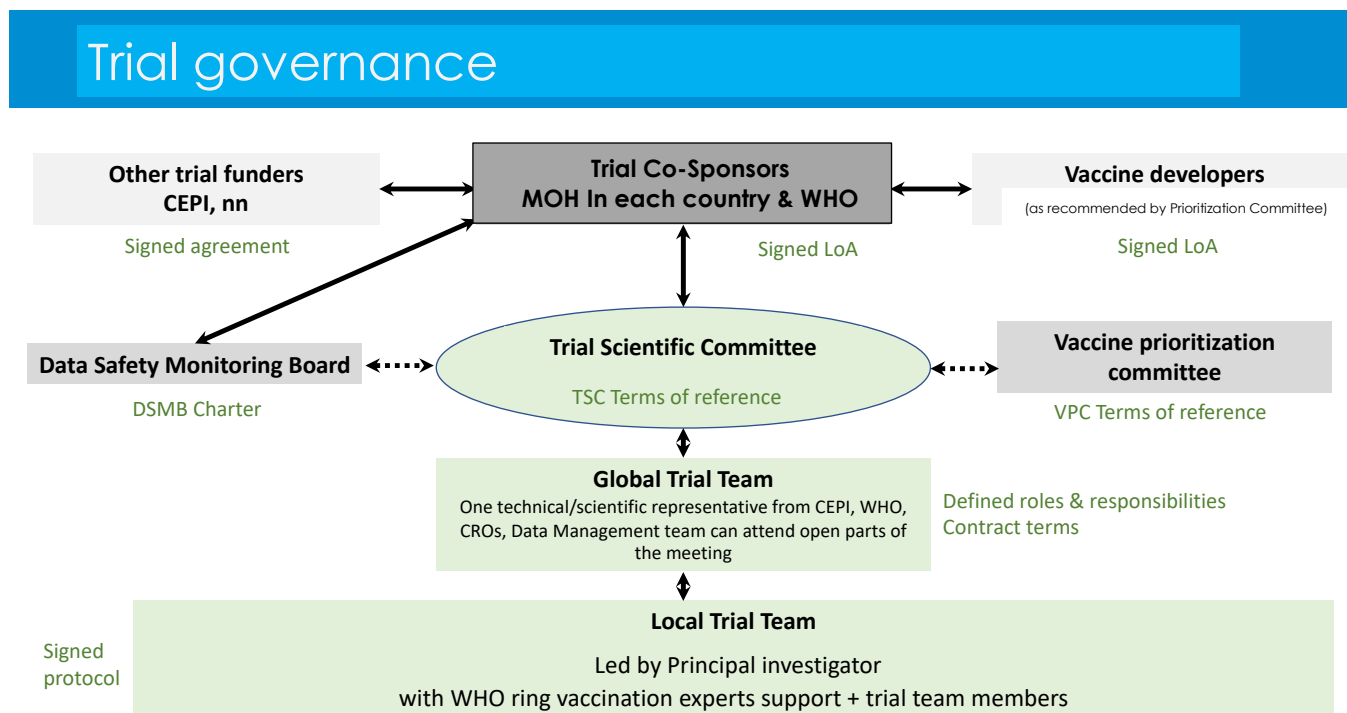 Trial governance
Other trial funders
CEPI, nn
Signed agreement
Trial Co-Sponsors
MOH In each country & WHO
Signed LoA
Vaccine developers
(as recommended by Prioritization Committee)
Signed LoA
Data Safety Monitoring Board
DSMB Charter
Trial Scientific Committee
TSC Terms of reference
Vaccine prioritization
committee
VPC Terms of reference
Global Trial Team
One technical/scientific representative from CEPI, WHO,
CROs, Data Management team can attend open parts of
the meeting
Defined roles & responsibilities
Contract terms
Signed
protocol
Local Trial Team
Led by Principal investigator
with WHO ring vaccination experts support + trial team members